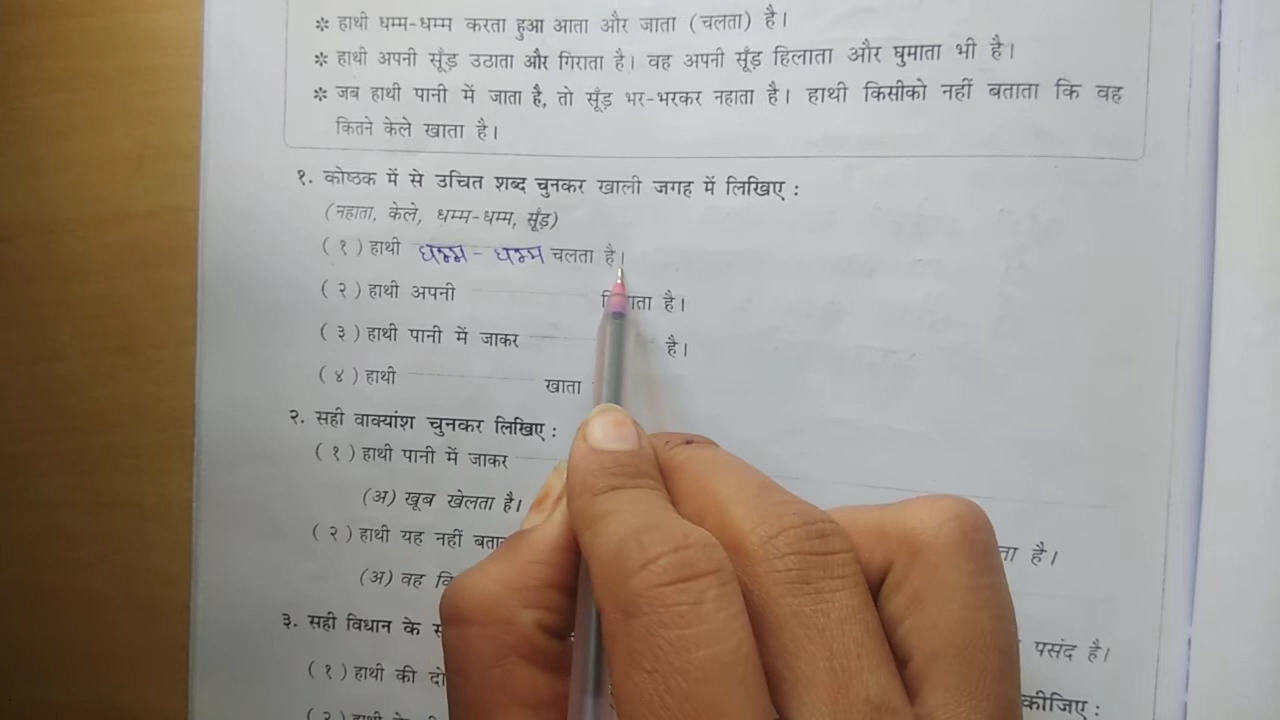 * हाथी धम्म-धम्म करता हुआ आता और जाता (चलता) है।
* हाथी अपनी सूँड़ उठाता और गिराता है। वह अपनी सूँड़ हिलाता और घुमाता भी है।
* जब हाथी पानी में जाता है, तो सूँड़ भर-भरकर नहाता है। हाथी किसीको नहीं बताता कि वह
कितने केले खाता है।
१. कोष्ठक में से उचित शब्द चुनकर खाली जगह में लिखिए :
(नहाता, केले, धम्म-धम्म, सूँड़)
(१) हाथी धम्म - धम्म चलता है।
(२) हाथी अपनी ता है।
(३) हाथी पानी में जाकर है।
(४) हाथी खाता
२. सही वाक्यांश चुनकर लिखिए :
(१) हाथी पानी में जाकर
(अ) खूब खेलता है।
(२) हाथी यह नहीं ता है।
(अ) वह
३. सही विधान के पसंद है।
(१) हाथी की कीजिए :